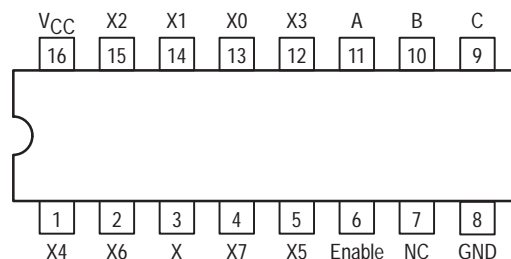 VCC X2 X1 X0 X3 A B C
16 15 14 13 12 11 10 9
1 2 3 4 5 6 7 8
X4 X6 X X7 X5 Enable NC GND